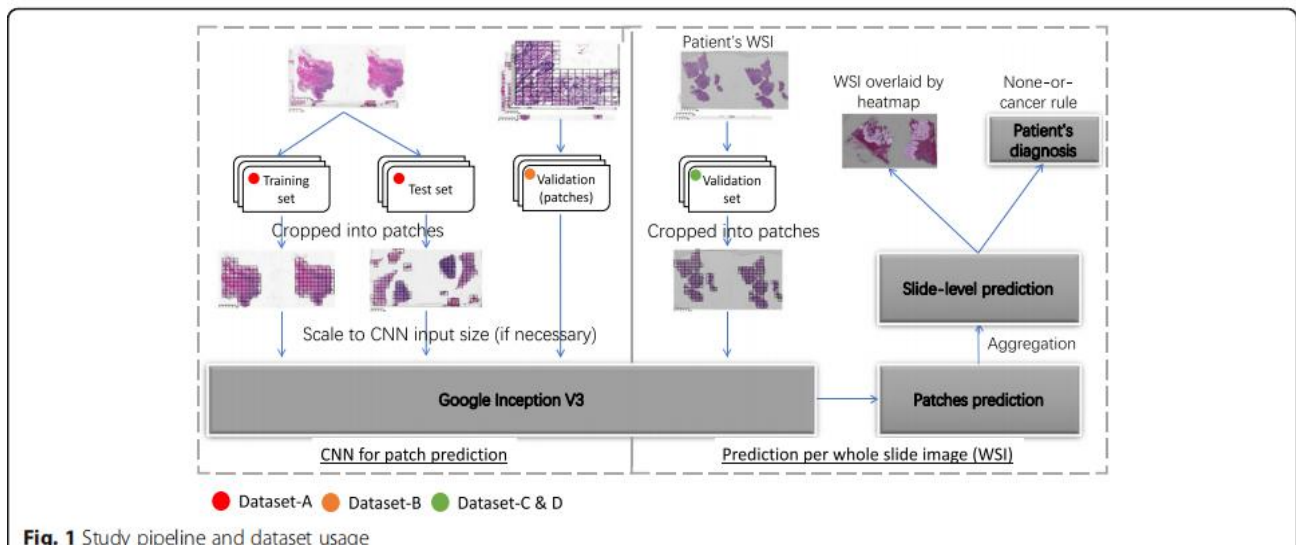 Patient's WSI
WSI overlaid by
heatmap
None-or-
cancer rule
Patient's
diagnosis
Training
set
Test set
Validation
(patches)
Validation
set
Cropped into patches
Cropped into patches
Slide-level prediction
Scale to CNN input size (if necessary)
Aggregation
Google Inception V3
Patches prediction
CNN for patch prediction
Prediction per whole slide image (WSI)
Dataset-A
Dataset-B
Dataset-C & D
Fig. 1 Study pipeline and dataset usage